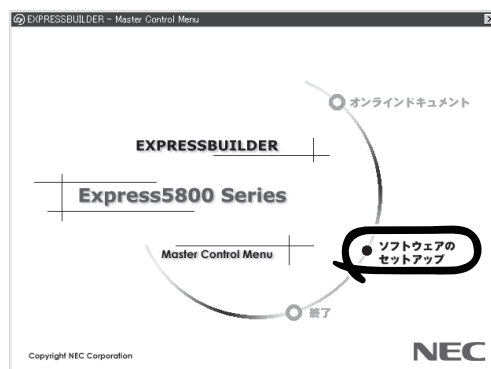 EXPRESSBUILDER - Master Control Menu
オンラインドキュメント
EXPRESSBUILDER
Express5800 Series
ソフトウェアの
セットアップ
Master Control Menu
終了
Copyright NEC Corporation
NEC